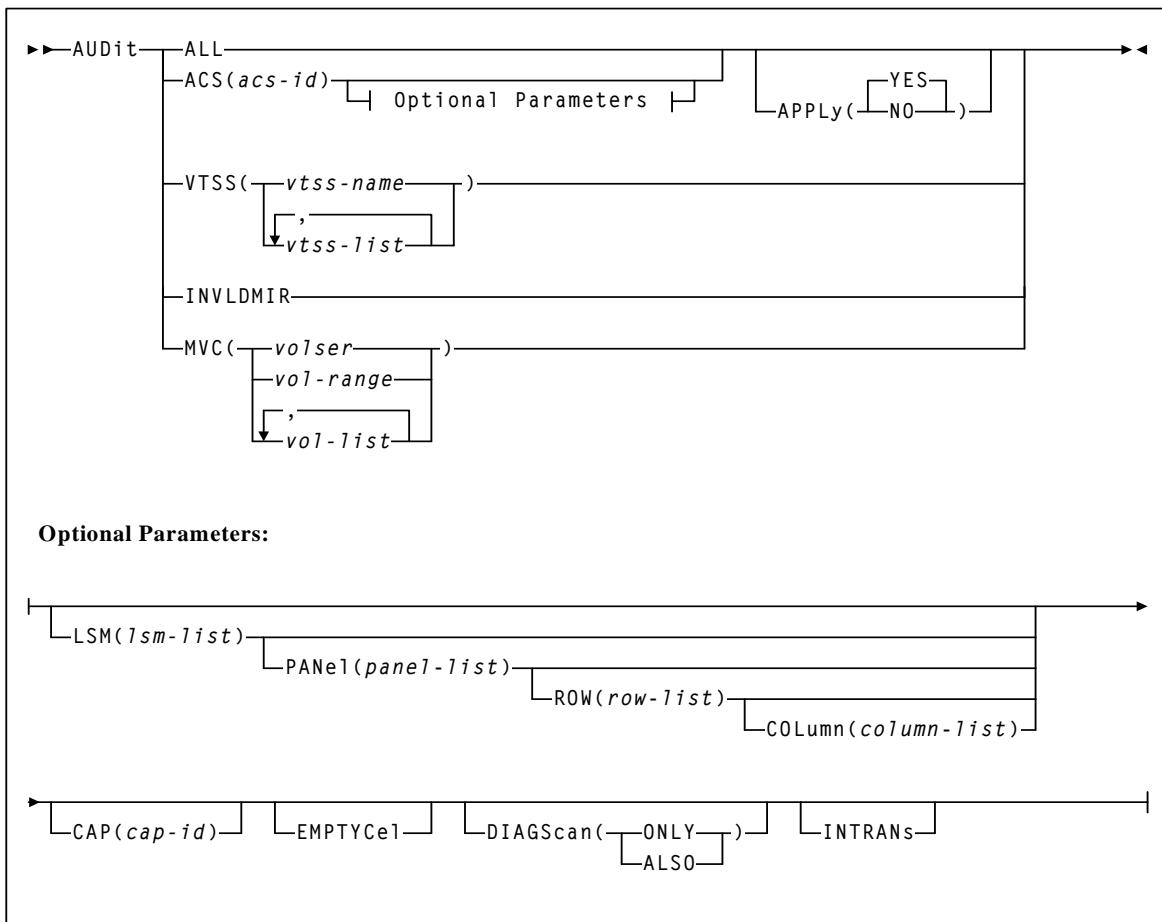 AUDit ALL
ACS(acs-id) Optional Parameters YES
APPLy( NO )
VTSS( vtss-name )
,
vtss-list
INVLDMIR
MVC( volser )
vol-range
,
vol-list
Optional Parameters:
LSM(lsm-list)
PANel(panel-list)
ROW(row-list)
COLumn(column-list)
CAP(cap-id) EMPTYCel DIAGScan( ONLY ) INTRANs
ALSO